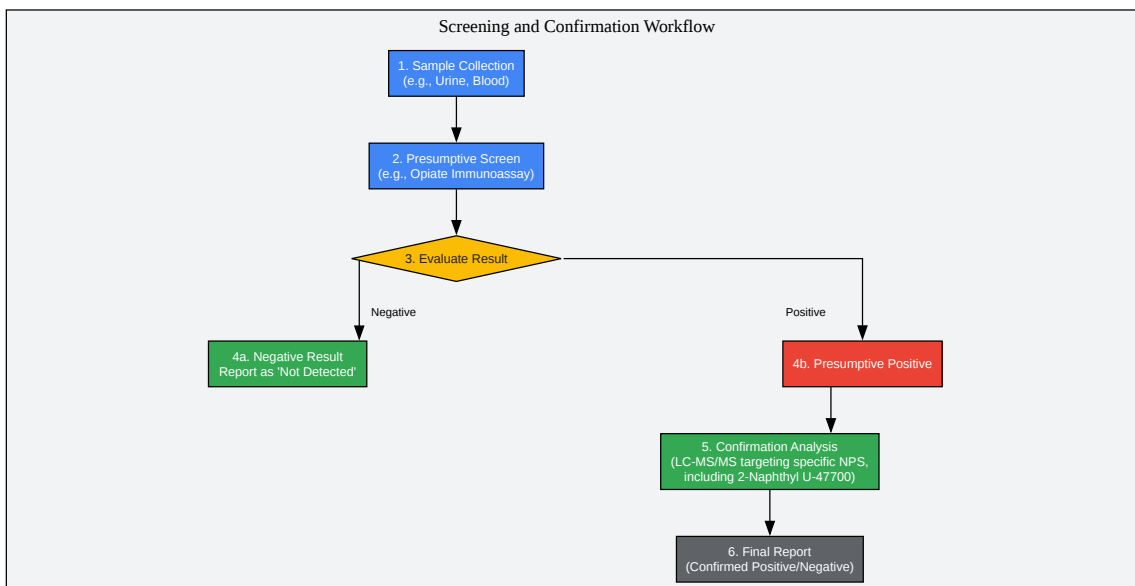 Screening and Confirmation Workflow
1. Sample Collection
(e.g., Urine, Blood)
2. Presumptive Screen
(e.g., Opiate Immunoassay)
3. Evaluate Result
Negative
Positive
4a. Negative Result
Report as 'Not Detected'
4b. Presumptive Positive
5. Confirmation Analysis
(LC-MS/MS targeting specific NPS,
including 2-Naphthyl U-47700)
6. Final Report
(Confirmed Positive/Negative)